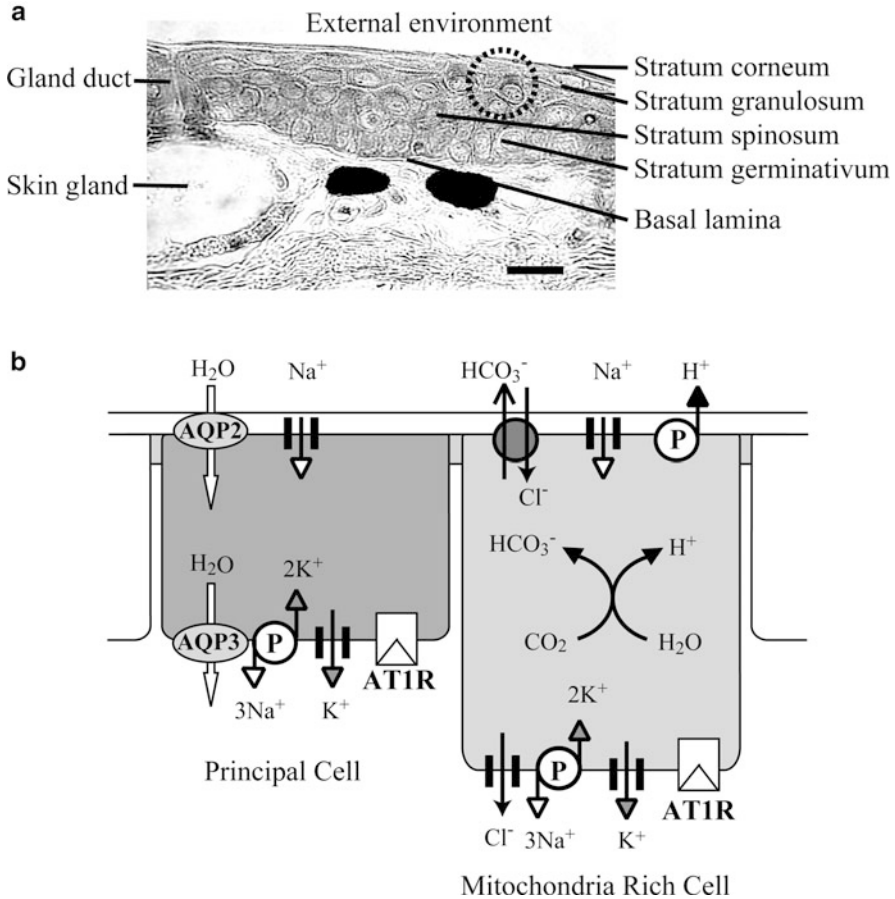 a
External environment
Gland duct
Skin gland
Stratum corneum
Stratum granulosum
Stratum spinosum
Stratum germinativum
Basal lamina
b
H₂O Na⁺ HCO₃⁻ Na⁺ H⁺
AQP2 P
Cl⁻
H₂O 2K⁺ HCO₃⁻ H⁺
AQP3 P CO₂ H₂O
AT1R
3Na⁺ K⁺ 2K⁺
Principal Cell
P
AT1R
Cl⁻ 3Na⁺ K⁺
Mitochondria Rich Cell